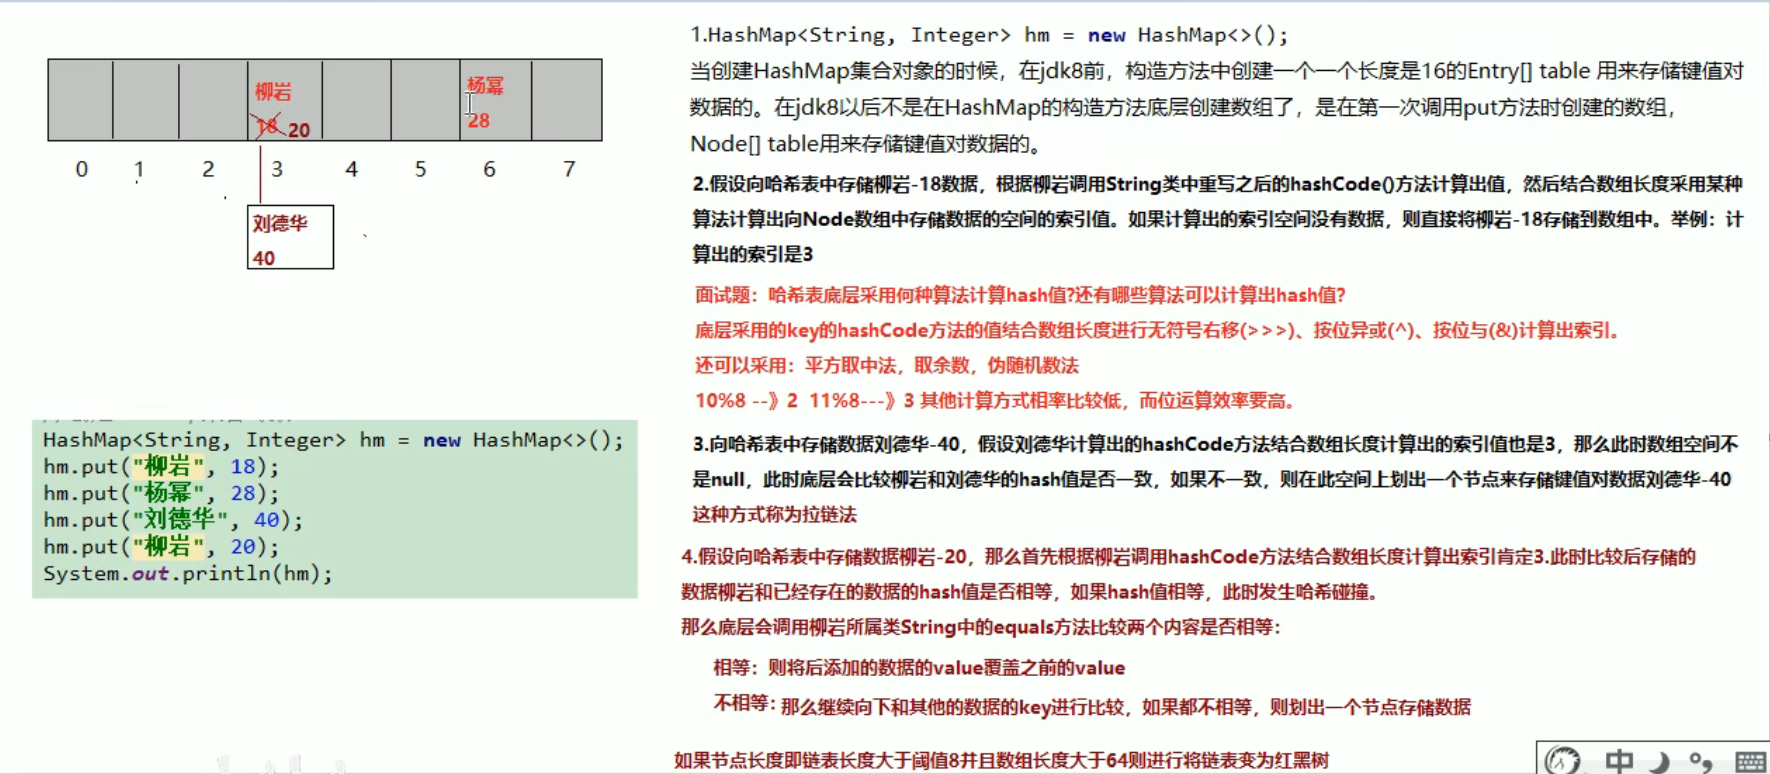 柳岩
18 20
杨幂
28
0 1 2 3 4 5 6 7
刘德华
40
HashMap<String, Integer> hm = new HashMap<>();
hm.put("柳岩", 18);
hm.put("杨幂", 28);
hm.put("刘德华", 40);
hm.put("柳岩", 20);
System.out.println(hm);
1.HashMap<String, Integer> hm = new HashMap<>();
当创建HashMap集合对象的时候，在jdk8前，构造方法中创建一个一个长度是16的Entry[] table 用来存储键值对
数据的。在jdk8以后不是在HashMap的构造方法底层创建数组了，是在第一次调用put方法时创建的数组，
Node[] table用来存储键值对数据的。
2.假设向哈希表中存储柳岩-18数据，根据柳岩调用String类中重写之后的hashCode()方法计算出值，然后结合数组长度采用某种
算法计算出向Node数组中存储数据的空间的索引值。如果计算出的索引空间没有数据，则直接将柳岩-18存储到数组中。举例：计
算出的索引是3
面试题：哈希表底层采用何种算法计算hash值?还有哪些算法可以计算出hash值?
底层采用的key的hashCode方法的值结合数组长度进行无符号右移(>>>)、按位异或(^)、按位与(&)计算出索引。
还可以采用：平方取中法，取余数，伪随机数法
10%8 --》2 11%8---》3 其他计算方式相率比较低，而位运算效率要高。
3.向哈希表中存储数据刘德华-40，假设刘德华计算出的hashCode方法结合数组长度计算出的索引值也是3，那么此时数组空间不
是null，此时底层会比较柳岩和刘德华的hash值是否一致，如果不一致，则在此空间上划出一个节点来存储键值对数据刘德华-40
这种方式称为拉链法
4.假设向哈希表中存储数据柳岩-20，那么首先根据柳岩调用hashCode方法结合数组长度计算出索引肯定3.此时比较后存储的
数据柳岩和已经存在的数据的hash值是否相等，如果hash值相等，此时发生哈希碰撞。
那么底层会调用柳岩所属类String中的equals方法比较两个内容是否相等：
相等：则将后添加的数据的value覆盖之前的value
不相等：那么继续向下和其他的数据的key进行比较，如果都不相等，则划出一个节点存储数据
如果节点长度即链表长度大于阈值8并且数组长度大于64则进行将链表变为红黑树
中